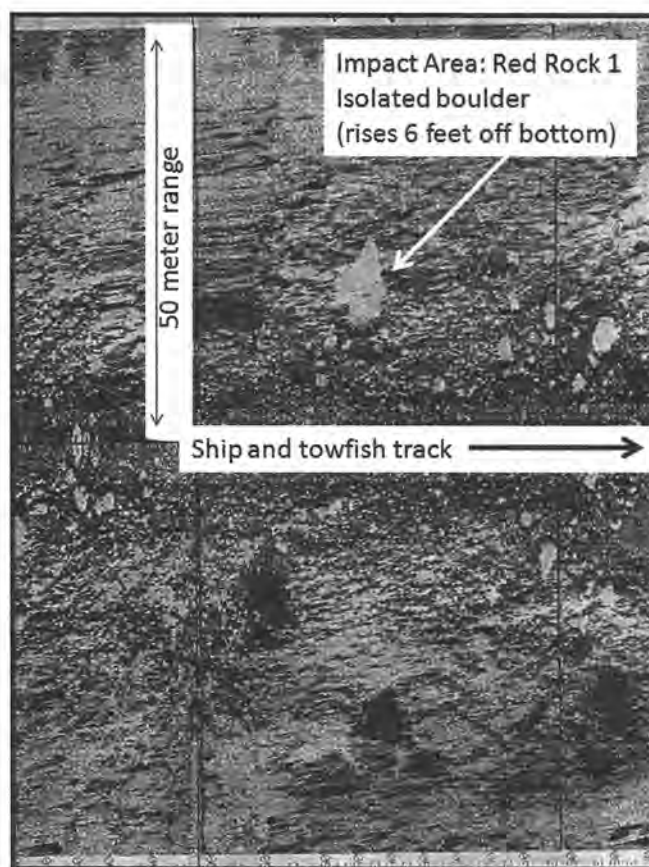 Impact Area: Red Rock 1
Isolated boulder
(rises 6 feet off bottom)
50 meter range
Ship and towfish track